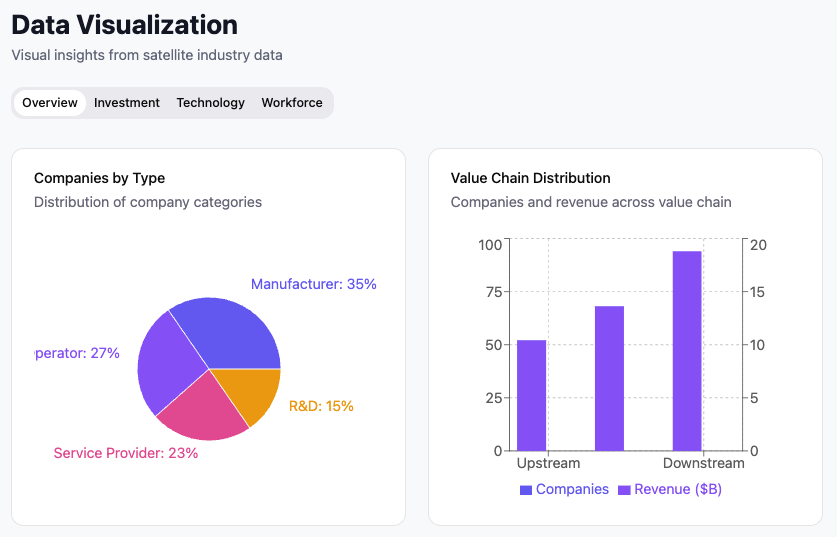 Data Visualization
Visual insights from satellite industry data
Overview Investment Technology Workforce
Companies by Type
Distribution of company categories
Manufacturer: 35%
perator: 27%
R&D: 15%
Service Provider: 23%
Value Chain Distribution
Companies and revenue across value chain
100 20
75 15
50 10
25 5
0 0
Upstream Downstream
Companies Revenue ($B)